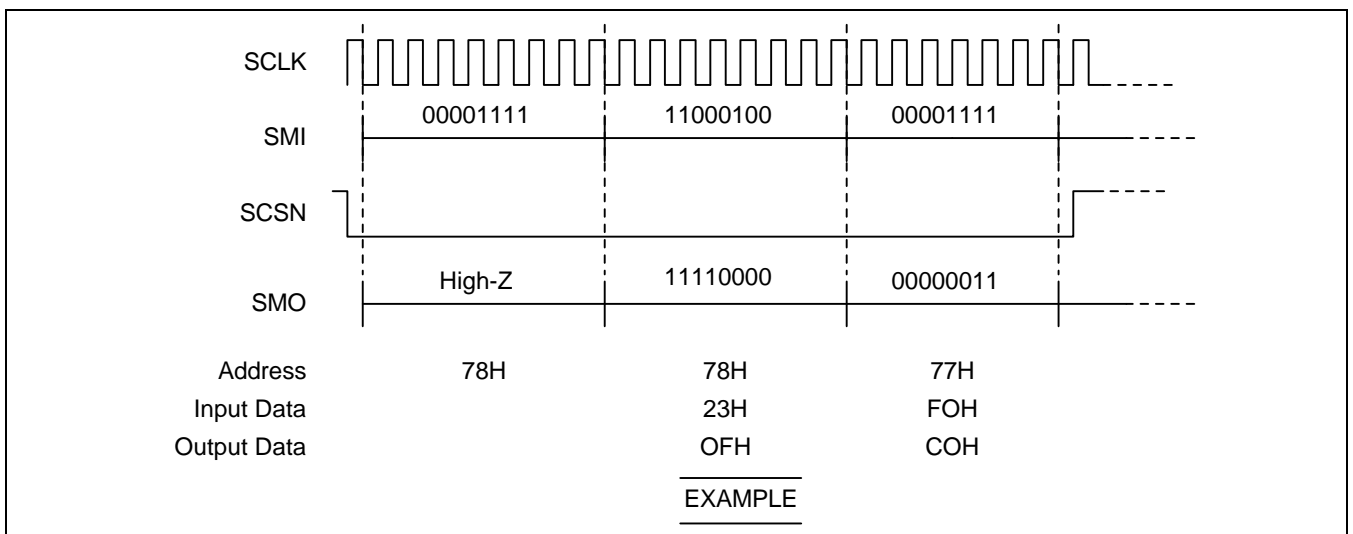 SCLK
00001111 11000100 00001111
SMI
SCSN
High-Z 11110000 00000011
SMO
Address 78H 78H 77H
Input Data 23H FOH
Output Data OFH COH
EXAMPLE